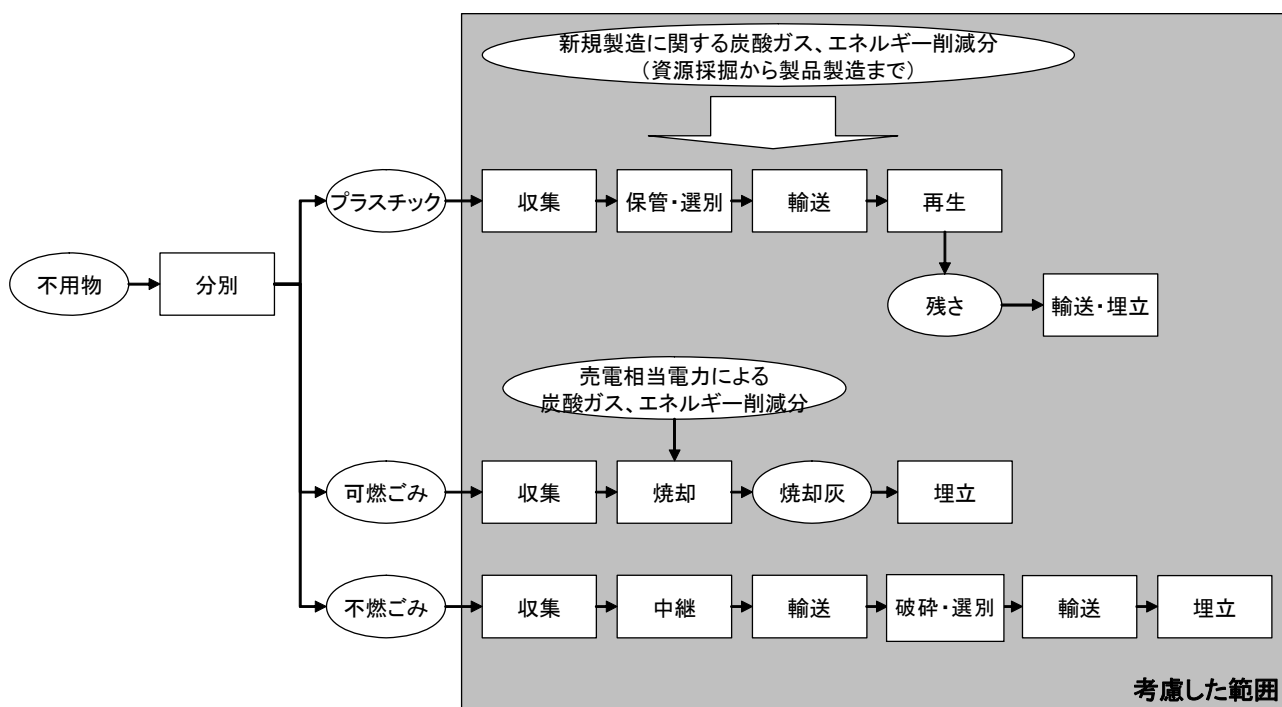 新規製造に関する炭酸ガス、エネルギー削減分
（資源採掘から製品製造まで）
プラスチック
収集
保管・選別
輸送
再生
不用物
分別
残さ
輸送・埋立
売電相当電力による
炭酸ガス、エネルギー削減分
可燃ごみ
収集
焼却
焼却灰
埋立
不燃ごみ
収集
中継
輸送
破砕・選別
輸送
埋立
考慮した範囲